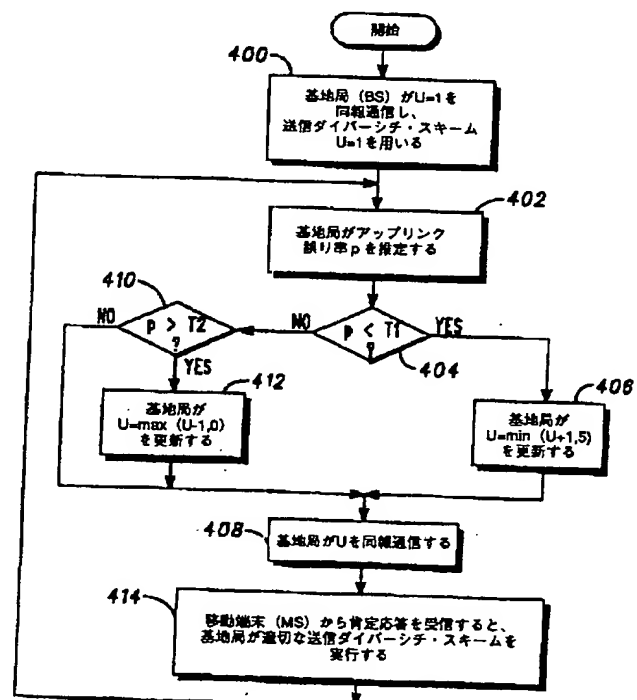 開始
400
基地局 (BS) がU=1を
同報通信し、
送信ダイバーシチ・スキーム
U=1を用いる
402
基地局がアップリンク
誤り率pを推定する
410
NO
p > T2
?
YES
NO
p < T1
?
YES
404
412
基地局が
U=max (U-1,0)
を更新する
406
基地局が
U=min (U+1,5)
を更新する
408
基地局がUを同報通信する
414
移動端末 (MS) から肯定応答を受信すると、
基地局が適切な送信ダイバーシチ・スキームを
実行する